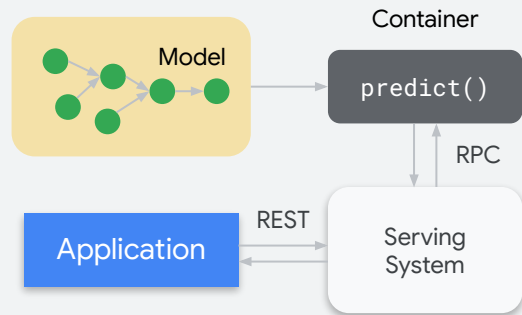 Container
Model
predict()
RPC
REST
Application
Serving
System